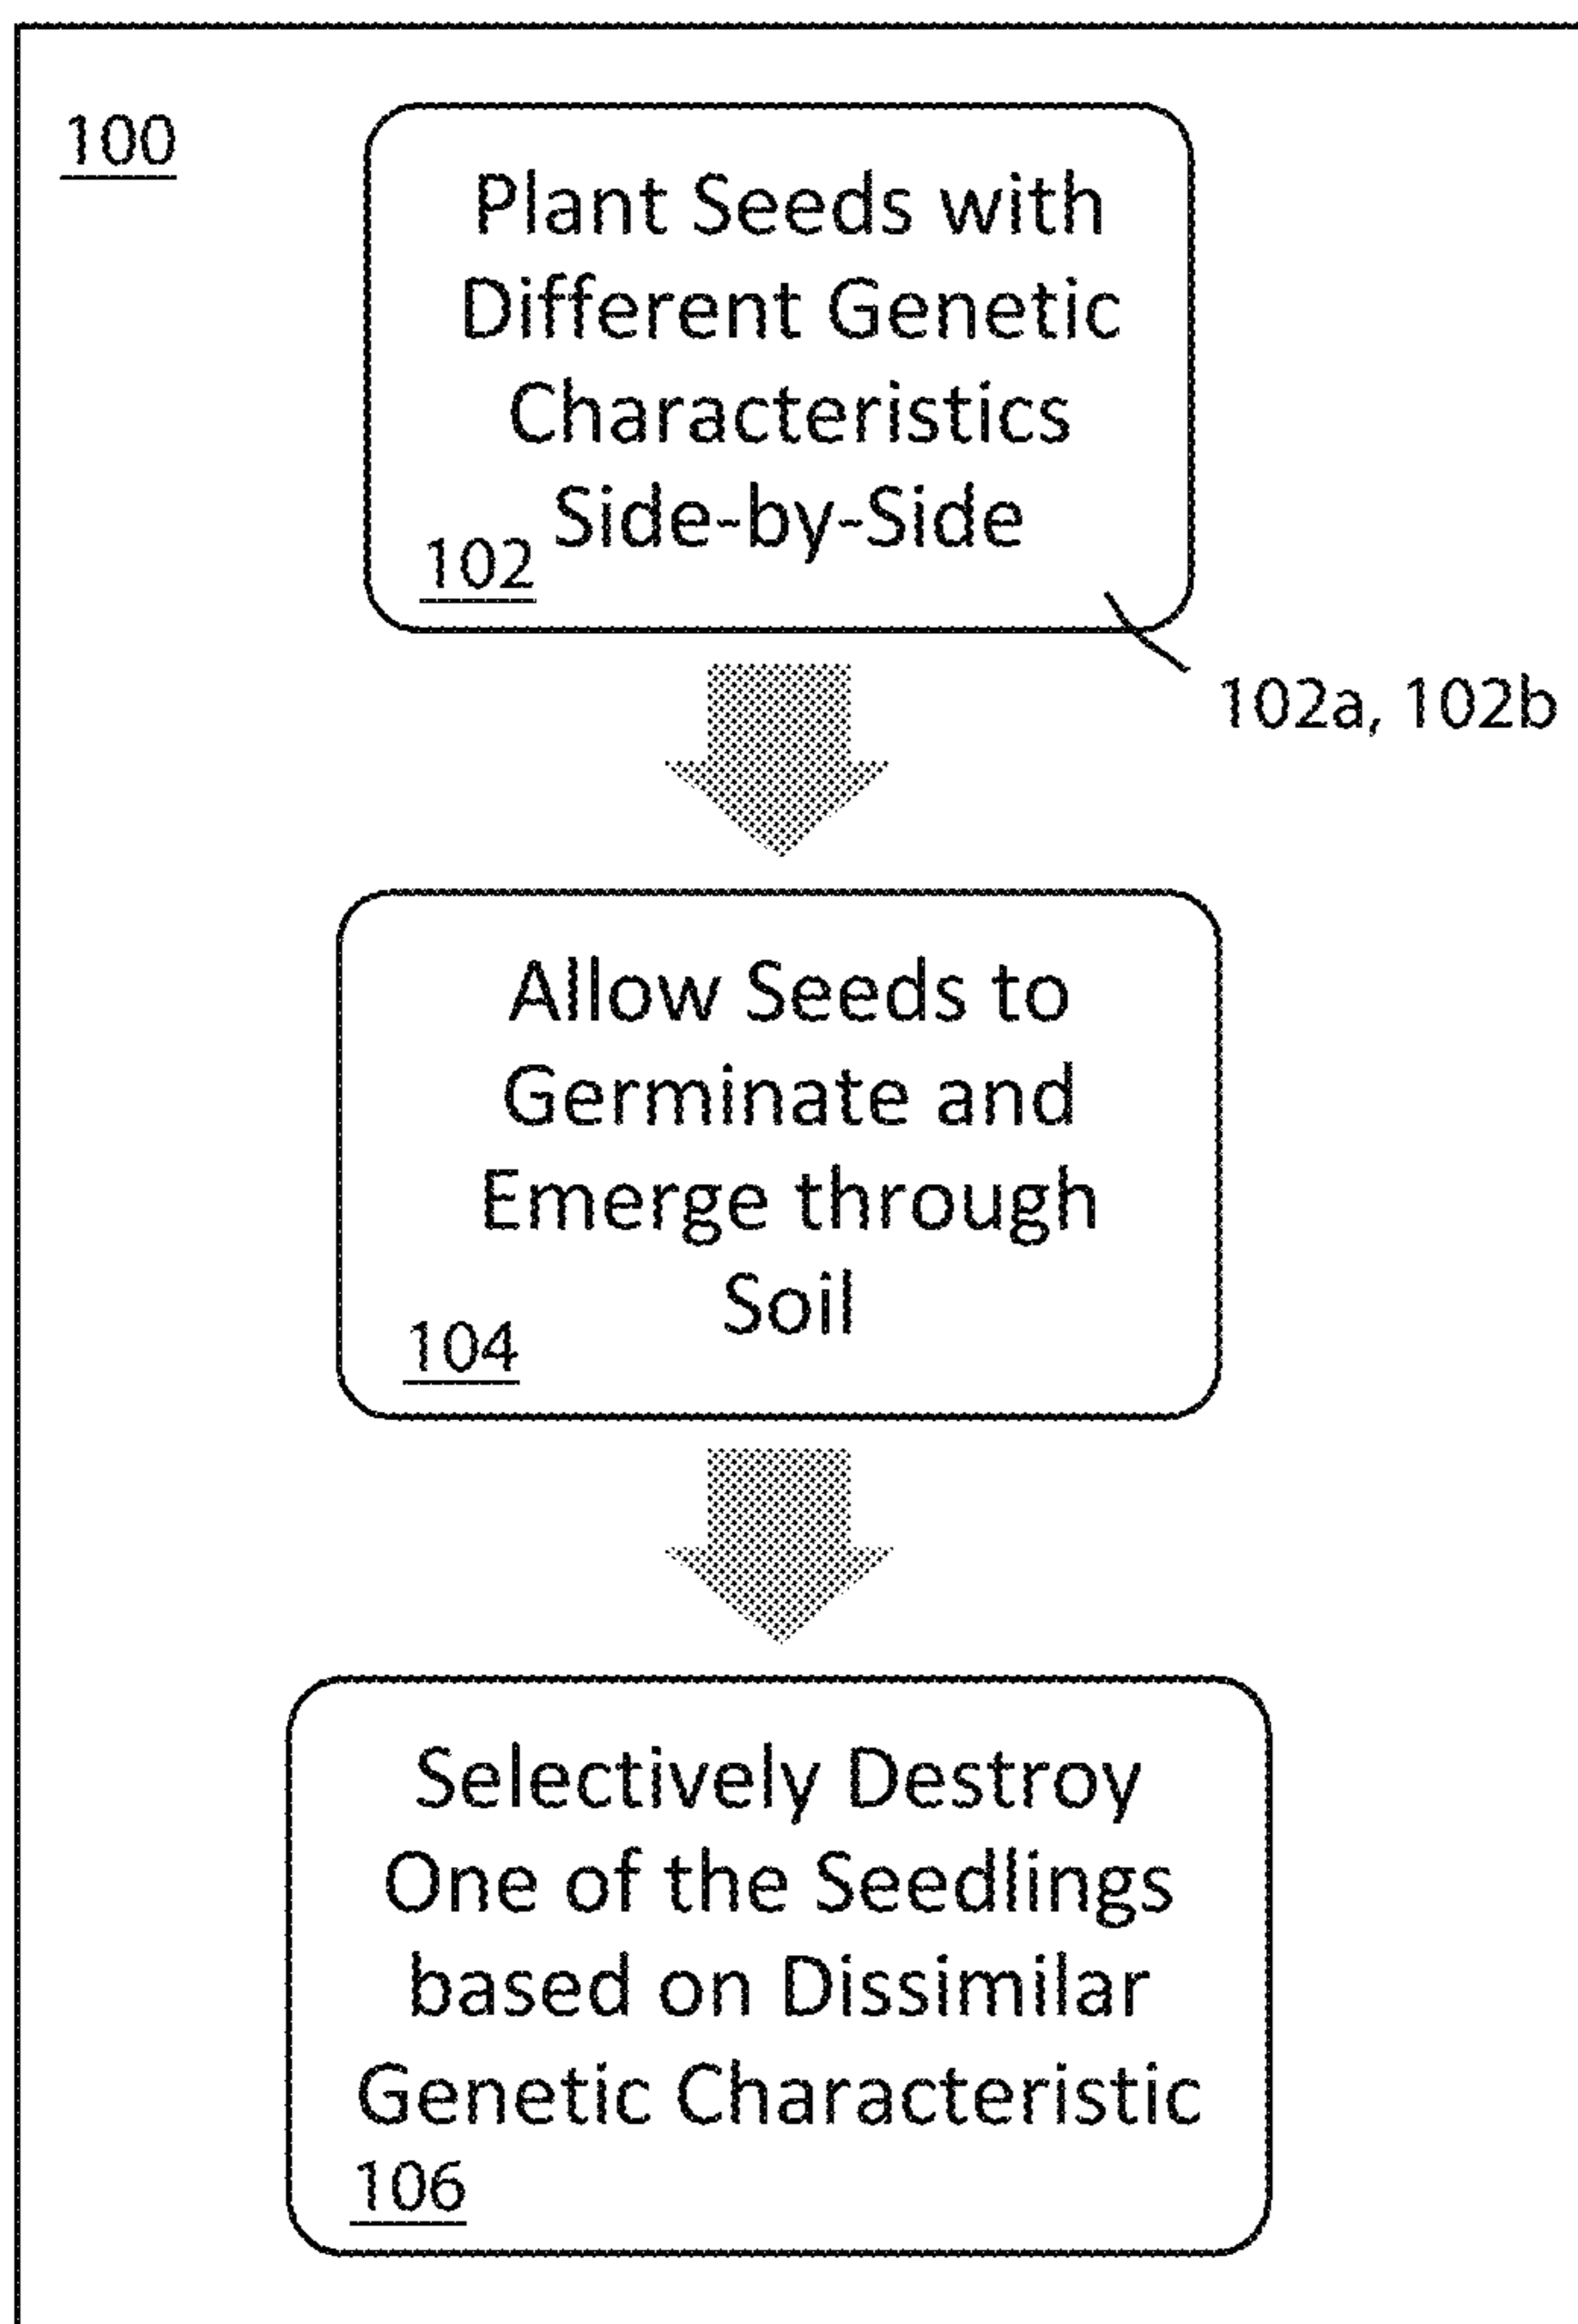 100
Plant Seeds with
Different Genetic
Characteristics
Side-by-Side
102
102a, 102b
Allow Seeds to
Germinate and
Emerge through
Soil
104
Selectively Destroy
One of the Seedlings
based on Dissimilar
Genetic Characteristic
106